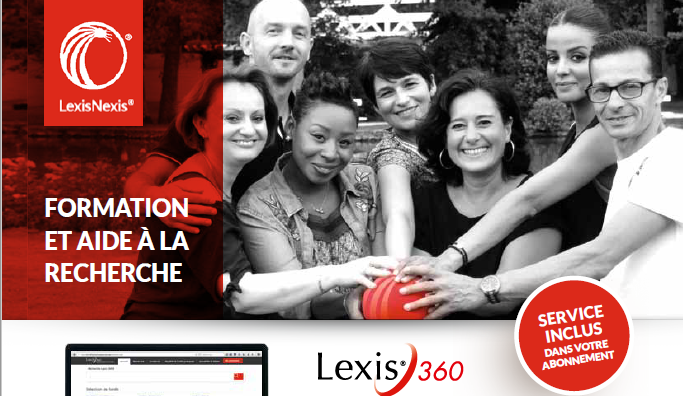 LexisNexis®
FORMATION
ET AIDE À LA
RECHERCHE
SERVICE
INCLUS
DANS VOTRE
ABONNEMENT
Lexis® 360